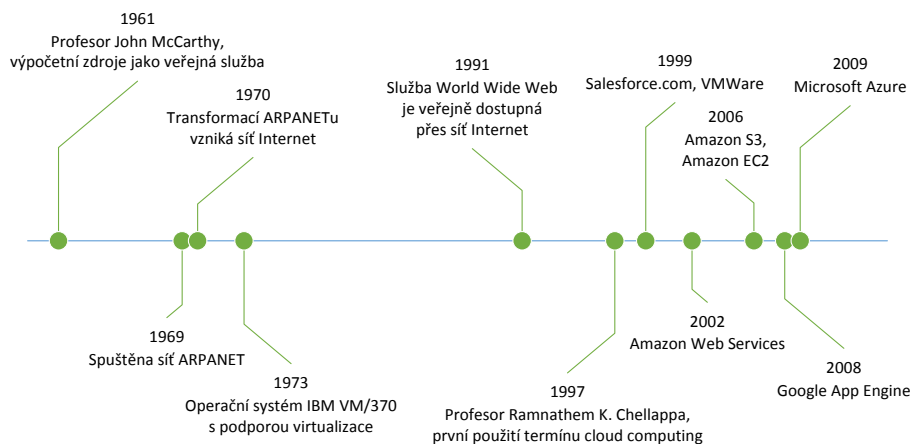 1961
Profesor John McCarthy,
výpočetní zdroje jako veřejná služba
1970
Transformací ARPANETu
vzniká síť Internet
1991
Služba World Wide Web
je veřejně dostupná
přes síť Internet
1999
Salesforce.com, VMWare
2006
Amazon S3,
Amazon EC2
2009
Microsoft Azure
1969
Spuštěna síť ARPANET
1973
Operační systém IBM VM/370
s podporou virtualizace
1997
Profesor Ramnathem K. Chellappa,
první použití termínu cloud computing
2002
Amazon Web Services
2008
Google App Engine